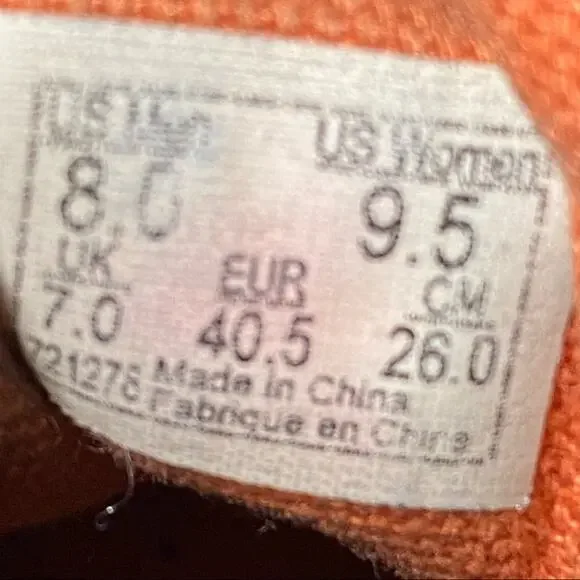 US Men US Women
8.0 9.5
UK EUR CM
7.0 40.5 26.0
Made in China
Fabrique en Chine